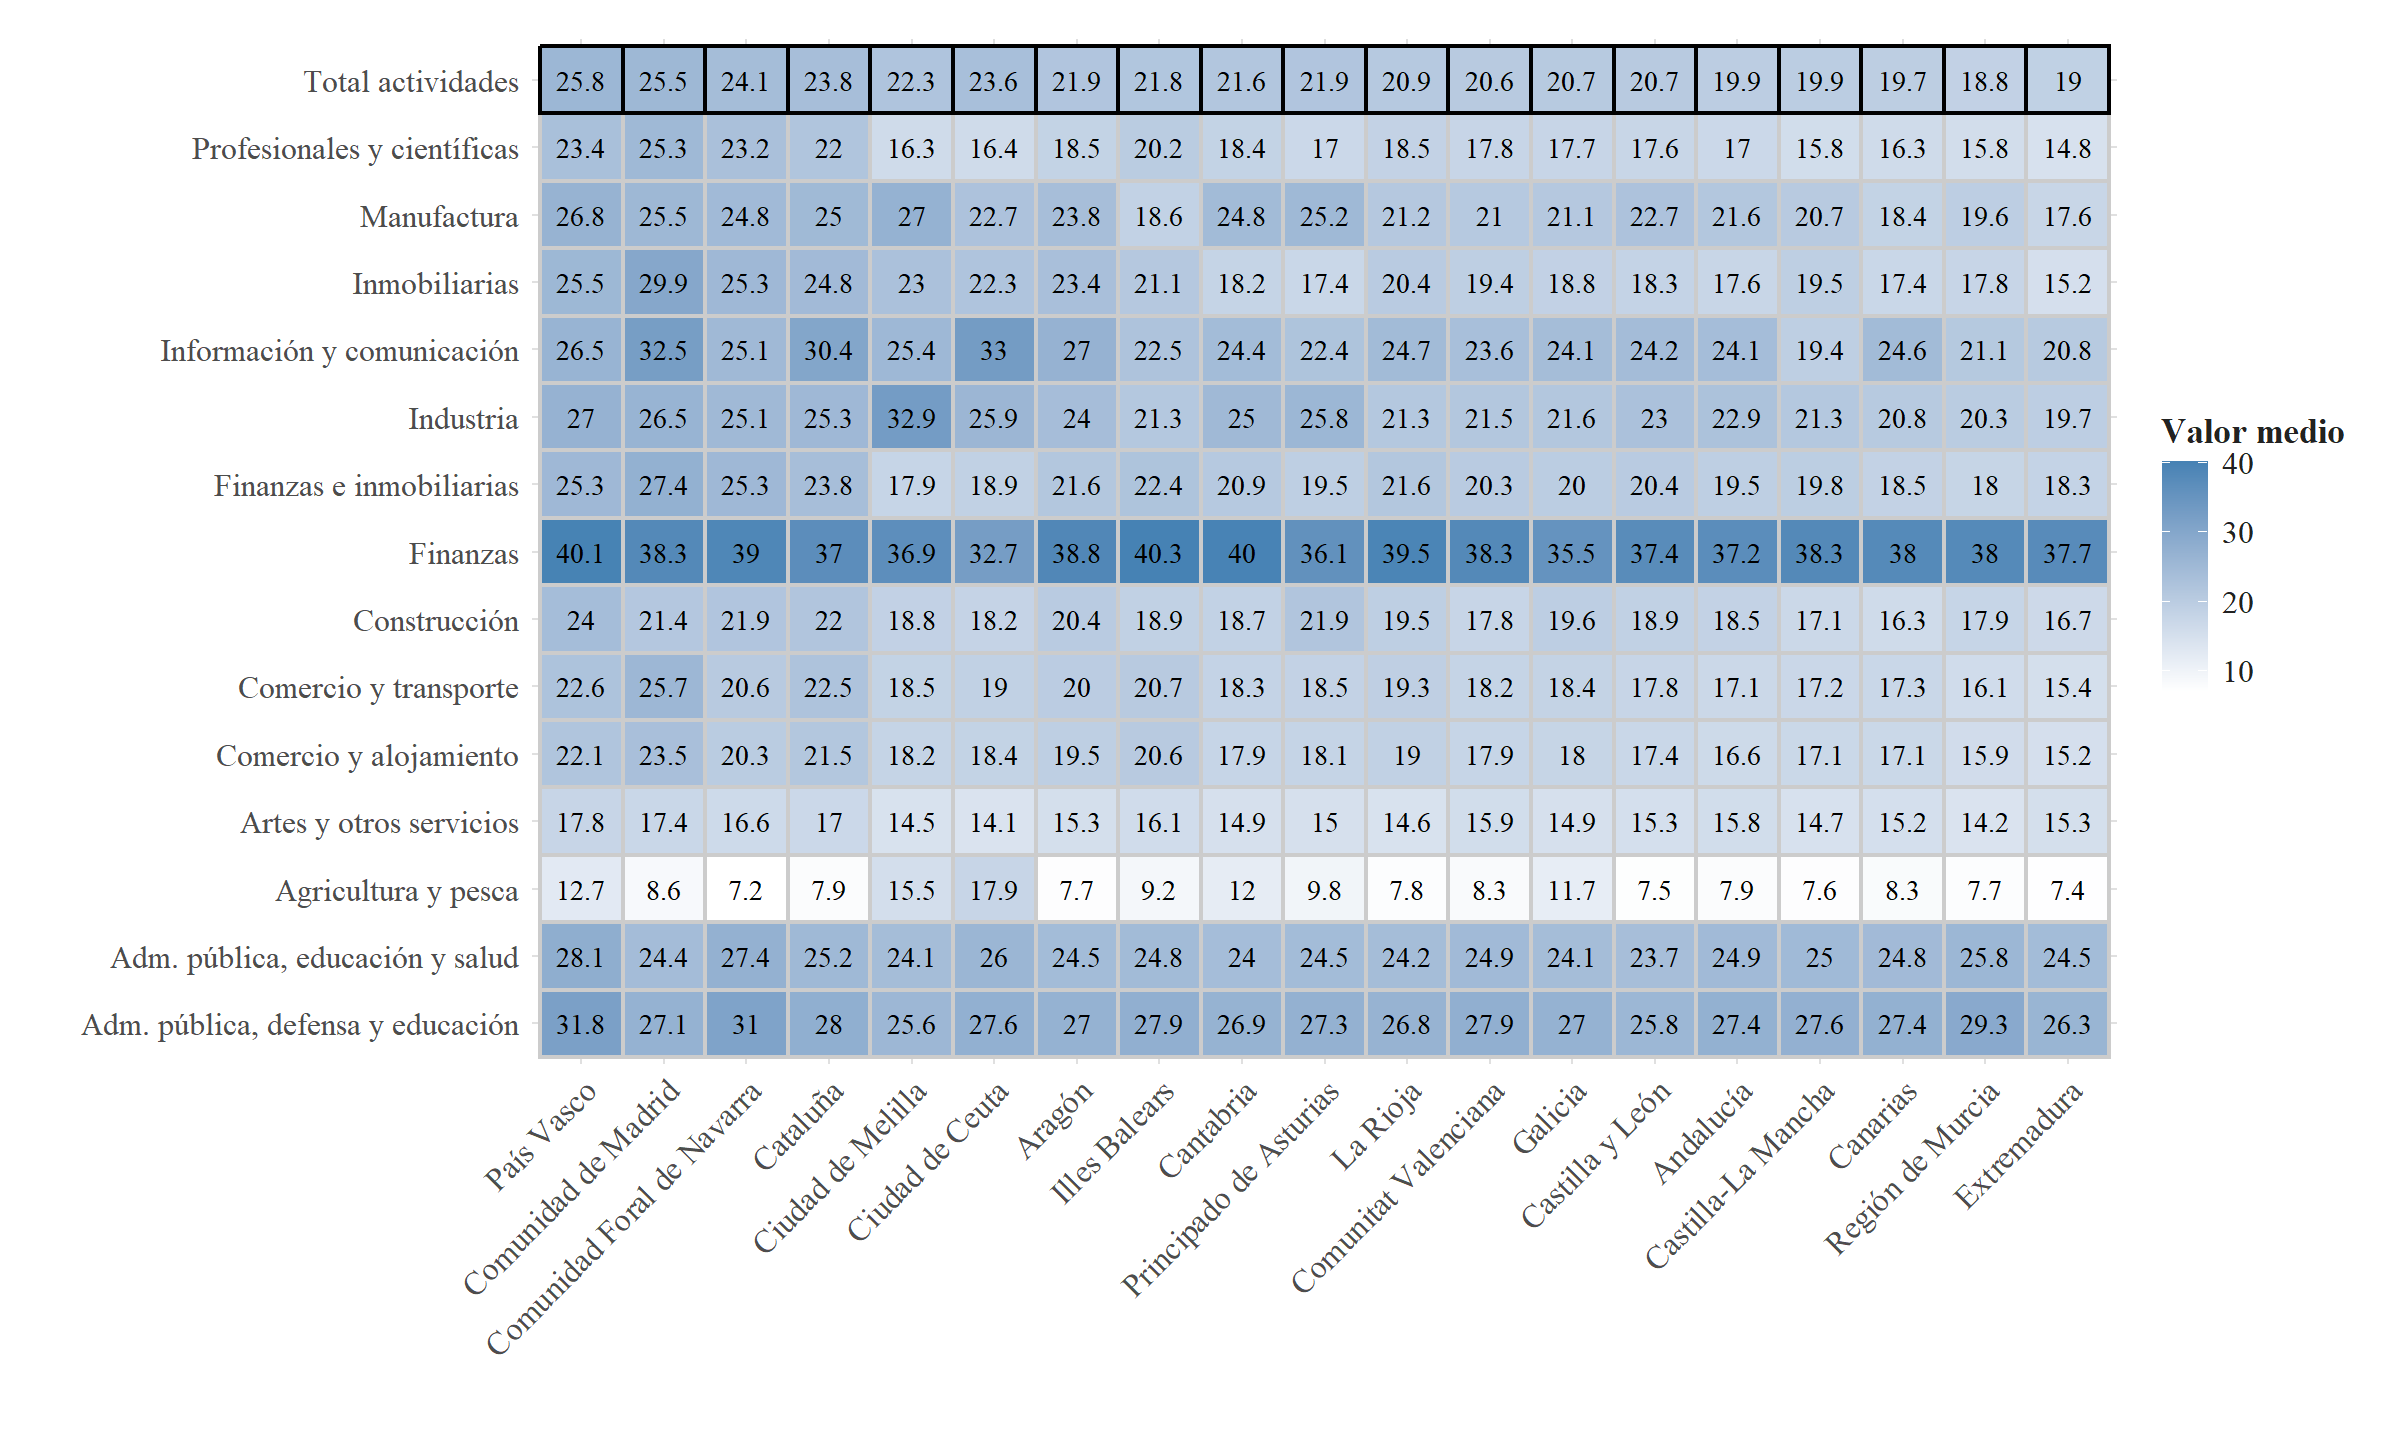 Total actividades 25.8 25.5 24.1 23.8 22.3 23.6 21.9 21.8 21.6 21.9 20.9 20.6 20.7 20.7 19.9 19.9 19.7 18.8 19
Profesionales y científicas 23.4 25.3 23.2 22 16.3 16.4 18.5 20.2 18.4 17 18.5 17.8 17.7 17.6 17 15.8 16.3 15.8 14.8
Manufactura 26.8 25.5 24.8 25 27 22.7 23.8 18.6 24.8 25.2 21.2 21 21.1 22.7 21.6 20.7 18.4 19.6 17.6
Inmobiliarias 25.5 29.9 25.3 24.8 23 22.3 23.4 21.1 18.2 17.4 20.4 19.4 18.8 18.3 17.6 19.5 17.4 17.8 15.2
Información y comunicación 26.5 32.5 25.1 30.4 25.4 33 27 22.5 24.4 22.4 24.7 23.6 24.1 24.2 24.1 19.4 24.6 21.1 20.8
Industria 27 26.5 25.1 25.3 32.9 25.9 24 21.3 25 25.8 21.3 21.5 21.6 23 22.9 21.3 20.8 20.3 19.7
Finanzas e inmobiliarias 25.3 27.4 25.3 23.8 17.9 18.9 21.6 22.4 20.9 19.5 21.6 20.3 20 20.4 19.5 19.8 18.5 18 18.3
Finanzas 40.1 38.3 39 37 36.9 32.7 38.8 40.3 40 36.1 39.5 38.3 35.5 37.4 37.2 38.3 38 38 37.7
Construcción 24 21.4 21.9 22 18.8 18.2 20.4 18.9 18.7 21.9 19.5 17.8 19.6 18.9 18.5 17.1 16.3 17.9 16.7
Comercio y transporte 22.6 25.7 20.6 22.5 18.5 19 20 20.7 18.3 18.5 19.3 18.2 18.4 17.8 17.1 17.2 17.3 16.1 15.4
Comercio y alojamiento 22.1 23.5 20.3 21.5 18.2 18.4 19.5 20.6 17.9 18.1 19 17.9 18 17.4 16.6 17.1 17.1 15.9 15.2
Artes y otros servicios 17.8 17.4 16.6 17 14.5 14.1 15.3 16.1 14.9 15 14.6 15.9 14.9 15.3 15.8 14.7 15.2 14.2 15.3
Agricultura y pesca 12.7 8.6 7.2 7.9 15.5 17.9 7.7 9.2 12 9.8 7.8 8.3 11.7 7.5 7.9 7.6 8.3 7.7 7.4
Adm. pública, educación y salud 28.1 24.4 27.4 25.2 24.1 26 24.5 24.8 24 24.5 24.2 24.9 24.1 23.7 24.9 25 24.8 25.8 24.5
Adm. pública, defensa y educación 31.8 27.1 31 28 25.6 27.6 27 27.9 26.9 27.3 26.8 27.9 27 25.8 27.4 27.6 27.4 29.3 26.3
País Vasco
Comunidad de Madrid
Comunidad Foral de Navarra
Cataluña
Ciudad de Melilla
Ciudad de Ceuta
Aragón
Illes Balears
Cantabria
Principado de Asturias
La Rioja
Comunitat Valenciana
Galicia
Castilla y León
Andalucía
Castilla-La Mancha
Canarias
Región de Murcia
Extremadura
Valor medio
40
30
20
10